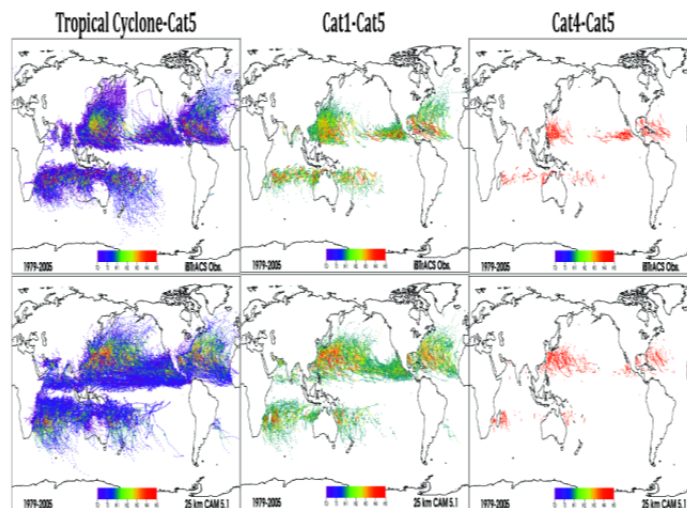 Tropical Cyclone-Cat5
Cat1-Cat5
Cat4-Cat5
1979-2005
IBTrACS Obs.
1979-2005
IBTrACS Obs.
1979-2005
IBTrACS Obs.
1979-2005
25 km CAM 5.1
1979-2005
25 km CAM 5.1
1979-2005
25 km CAM 5.1